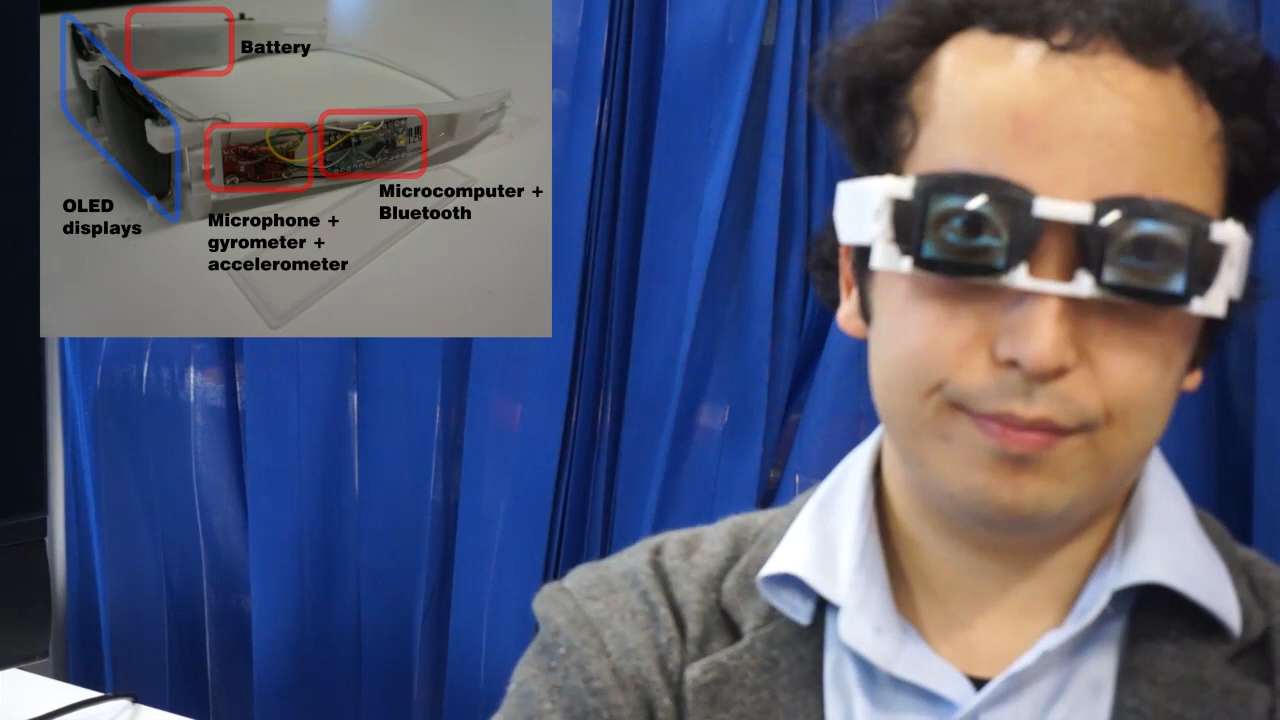 Battery
OLED
displays
Microphone +
gyrometer +
accelerometer
Microcomputer +
Bluetooth